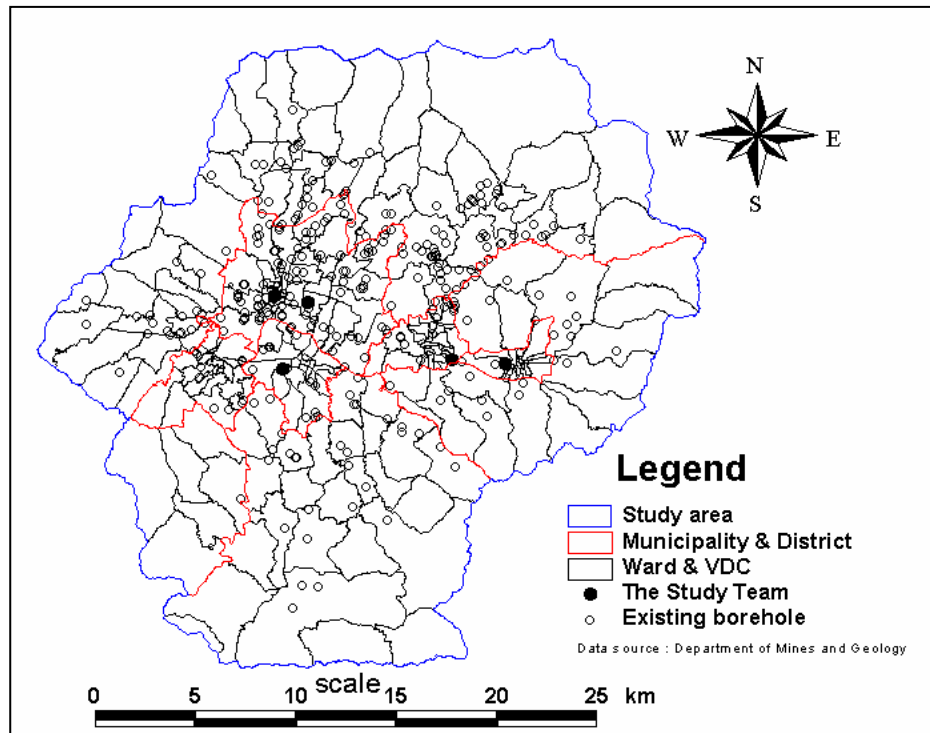 N
W E
S
Legend
Study area
Municipality & District
Ward & VDC
The Study Team
Existing borehole
Data source : Department of Mines and Geology
scale
0 5 10 15 20 25 km